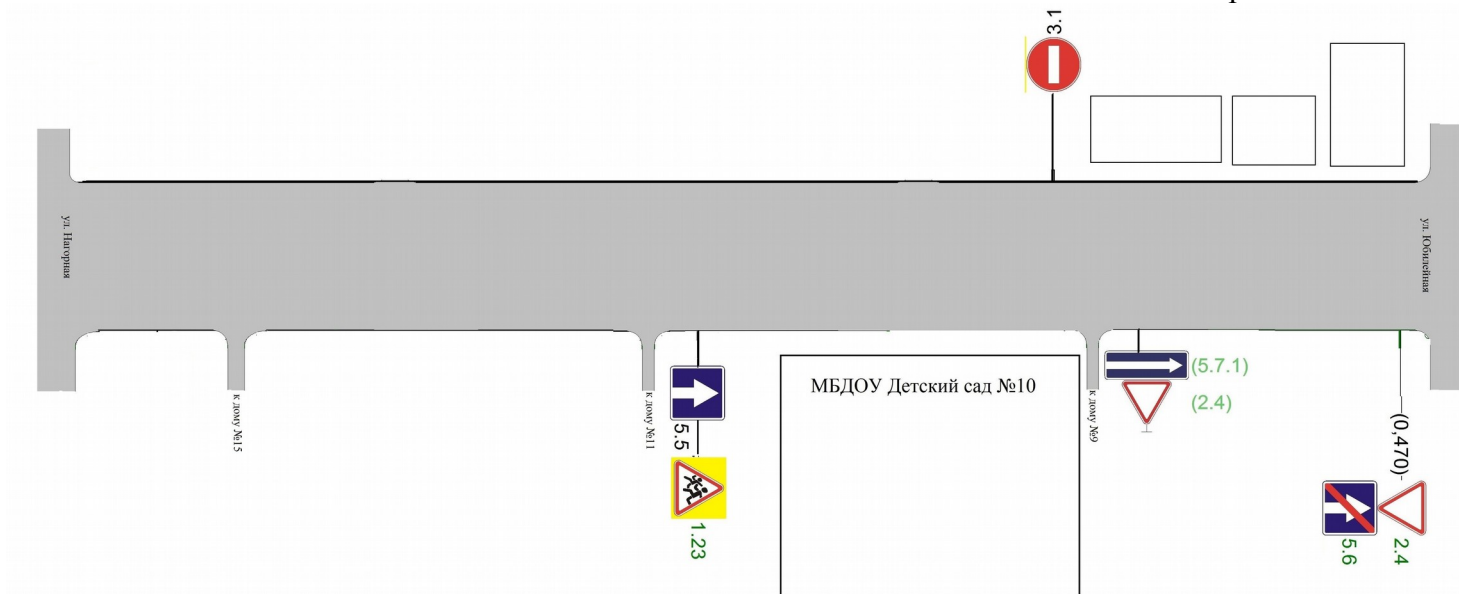 3.1
ул. Нагорная
ул. Юбилейная
к дому №15
к дому №11
5.5
1.23
МБДОУ Детский сад №10
к дому №9
(5.7.1)
(2.4)
(0,470)-
5.6
2.4